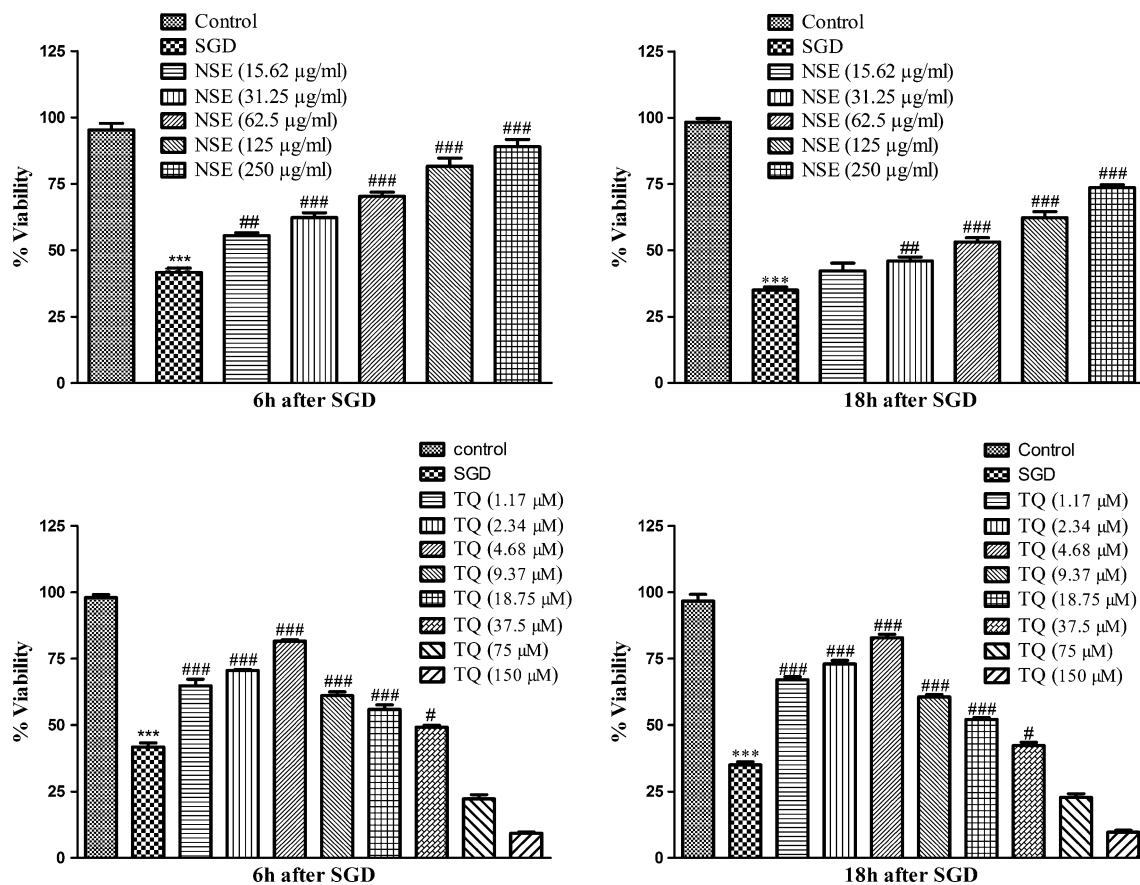 Control
SGD
NSE (15.62 µg/ml)
NSE (31.25 µg/ml)
NSE (62.5 µg/ml)
NSE (125 µg/ml)
NSE (250 µg/ml)
125
100
75
50
25
0
% Viability
***
##
###
###
###
###
6h after SGD
Control
SGD
NSE (15.62 µg/ml)
NSE (31.25 µg/ml)
NSE (62.5 µg/ml)
NSE (125 µg/ml)
NSE (250 µg/ml)
125
100
75
50
25
0
% Viability
***
##
###
###
###
18h after SGD
control
SGD
TQ (1.17 µM)
TQ (2.34 µM)
TQ (4.68 µM)
TQ (9.37 µM)
TQ (18.75 µM)
TQ (37.5 µM)
TQ (75 µM)
TQ (150 µM)
125
100
75
50
25
0
% Viability
***
###
###
###
###
###
#
6h after SGD
Control
SGD
TQ (1.17 µM)
TQ (2.34 µM)
TQ (4.68 µM)
TQ (9.37 µM)
TQ (18.75 µM)
TQ (37.5 µM)
TQ (75 µM)
TQ (150 µM)
125
100
75
50
25
0
% Viability
***
###
###
###
###
###
#
18h after SGD